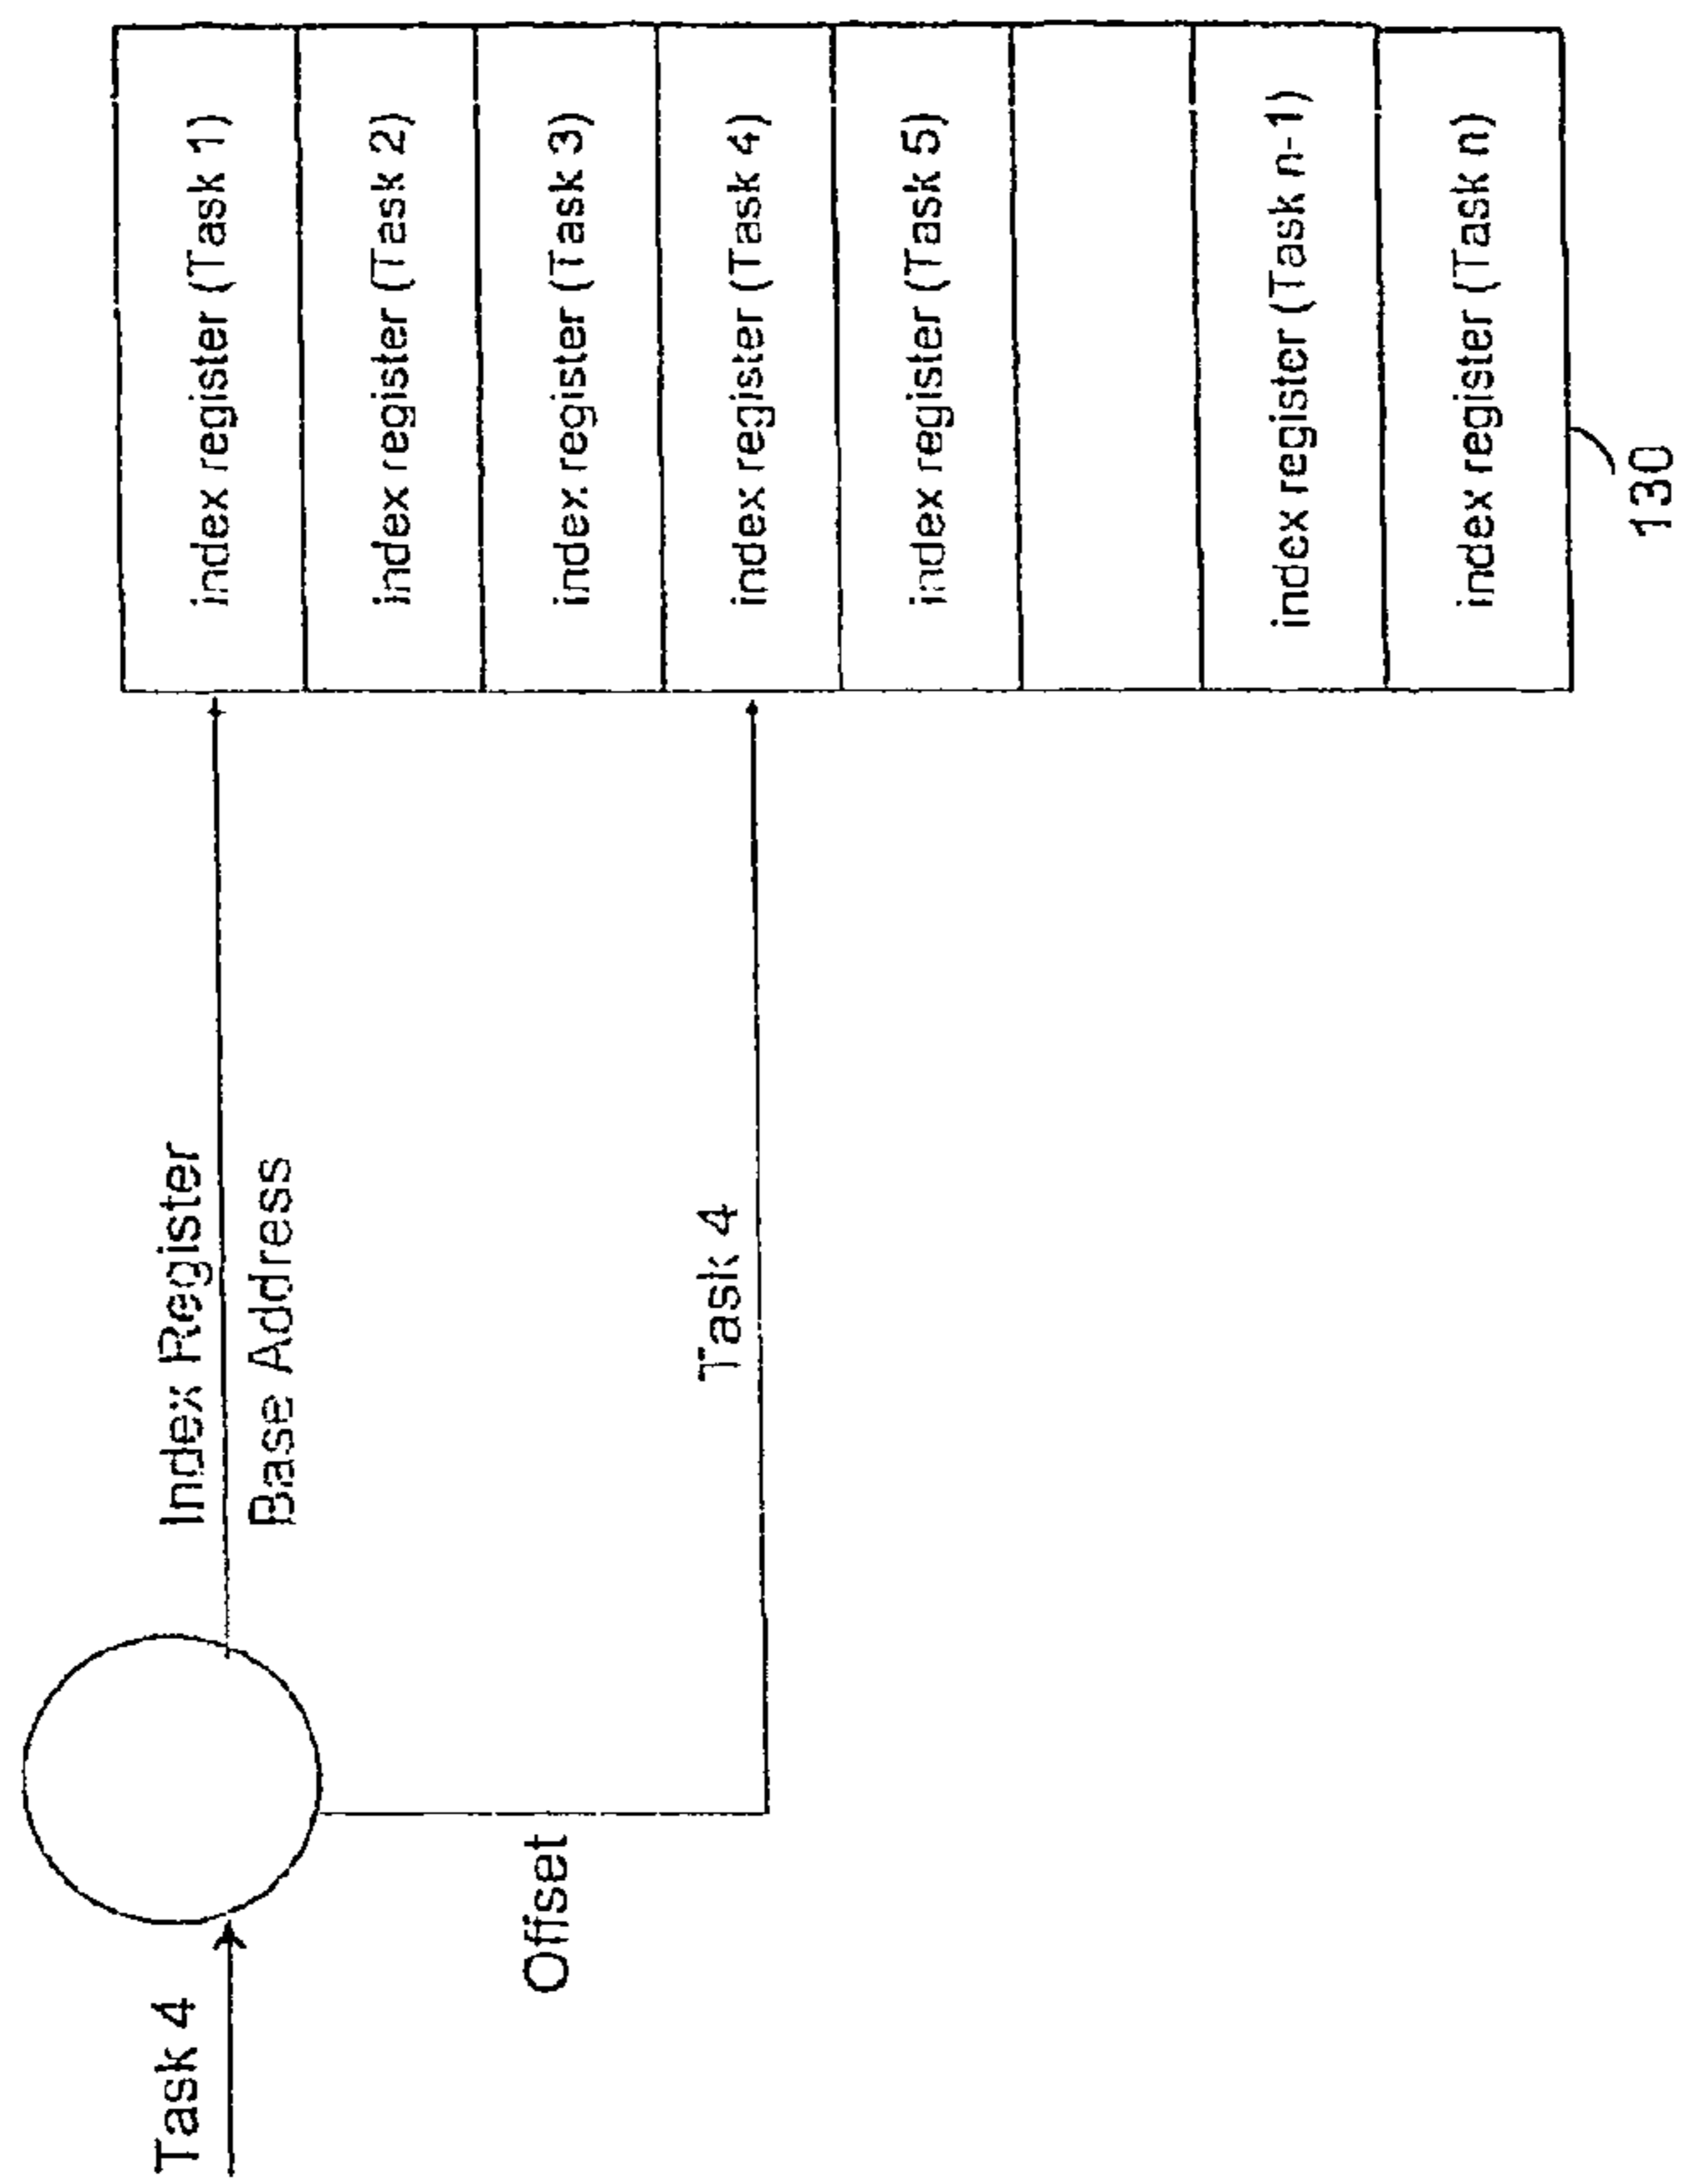 Task 4
Index Register
Base Address
Offset
Task 4
index register (Task 1)
index register (Task 2)
index register (Task 3)
index register (Task 4)
index register (Task 5)
index register (Task n-1)
index register (Task n)
130